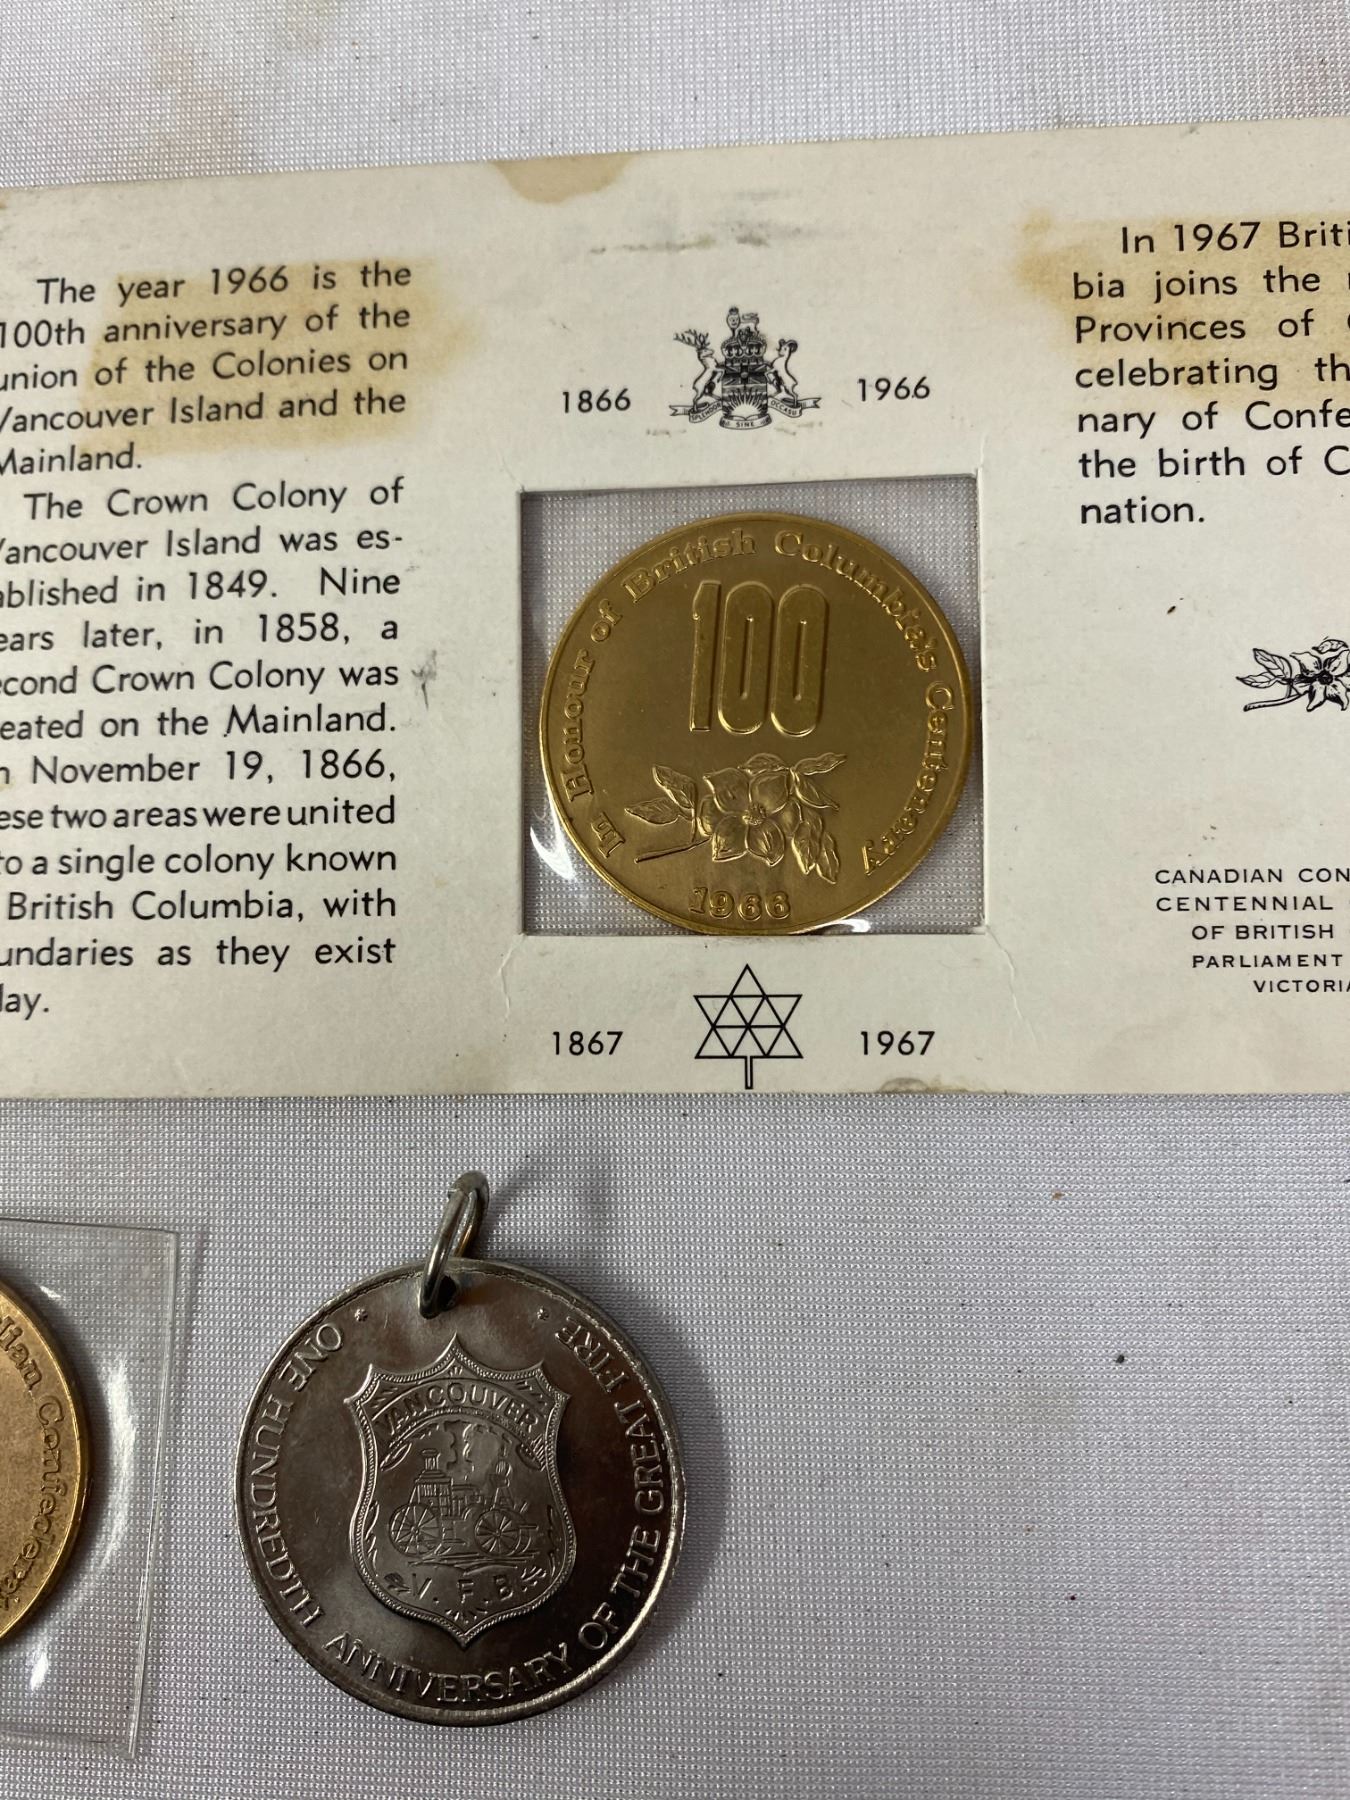 The year 1966 is the
100th anniversary of the
union of the Colonies on
Vancouver Island and the
Mainland.
The Crown Colony of
Vancouver Island was es-
ablished in 1849. Nine
ears later, in 1858, a
econd Crown Colony was
eated on the Mainland.
n November 19, 1866,
ese two areas were united
to a single colony known
British Columbia, with
undaries as they exist
day.
1866
1966
SPLENDOR SINE OCCASU
In Honour of British Columbia's Centenary
100
1966
1867
1967
In 1967 Briti
bia joins the
Provinces of
celebrating th
nary of Confe
the birth of C
nation.
CANADIAN CON
CENTENNIAL
OF BRITISH
PARLIAMENT
VICTORIA
dian Confederat
ONE HUNDREDTH ANNIVERSARY OF THE GREAT FIRE
VANCOUVER
V. F. B.